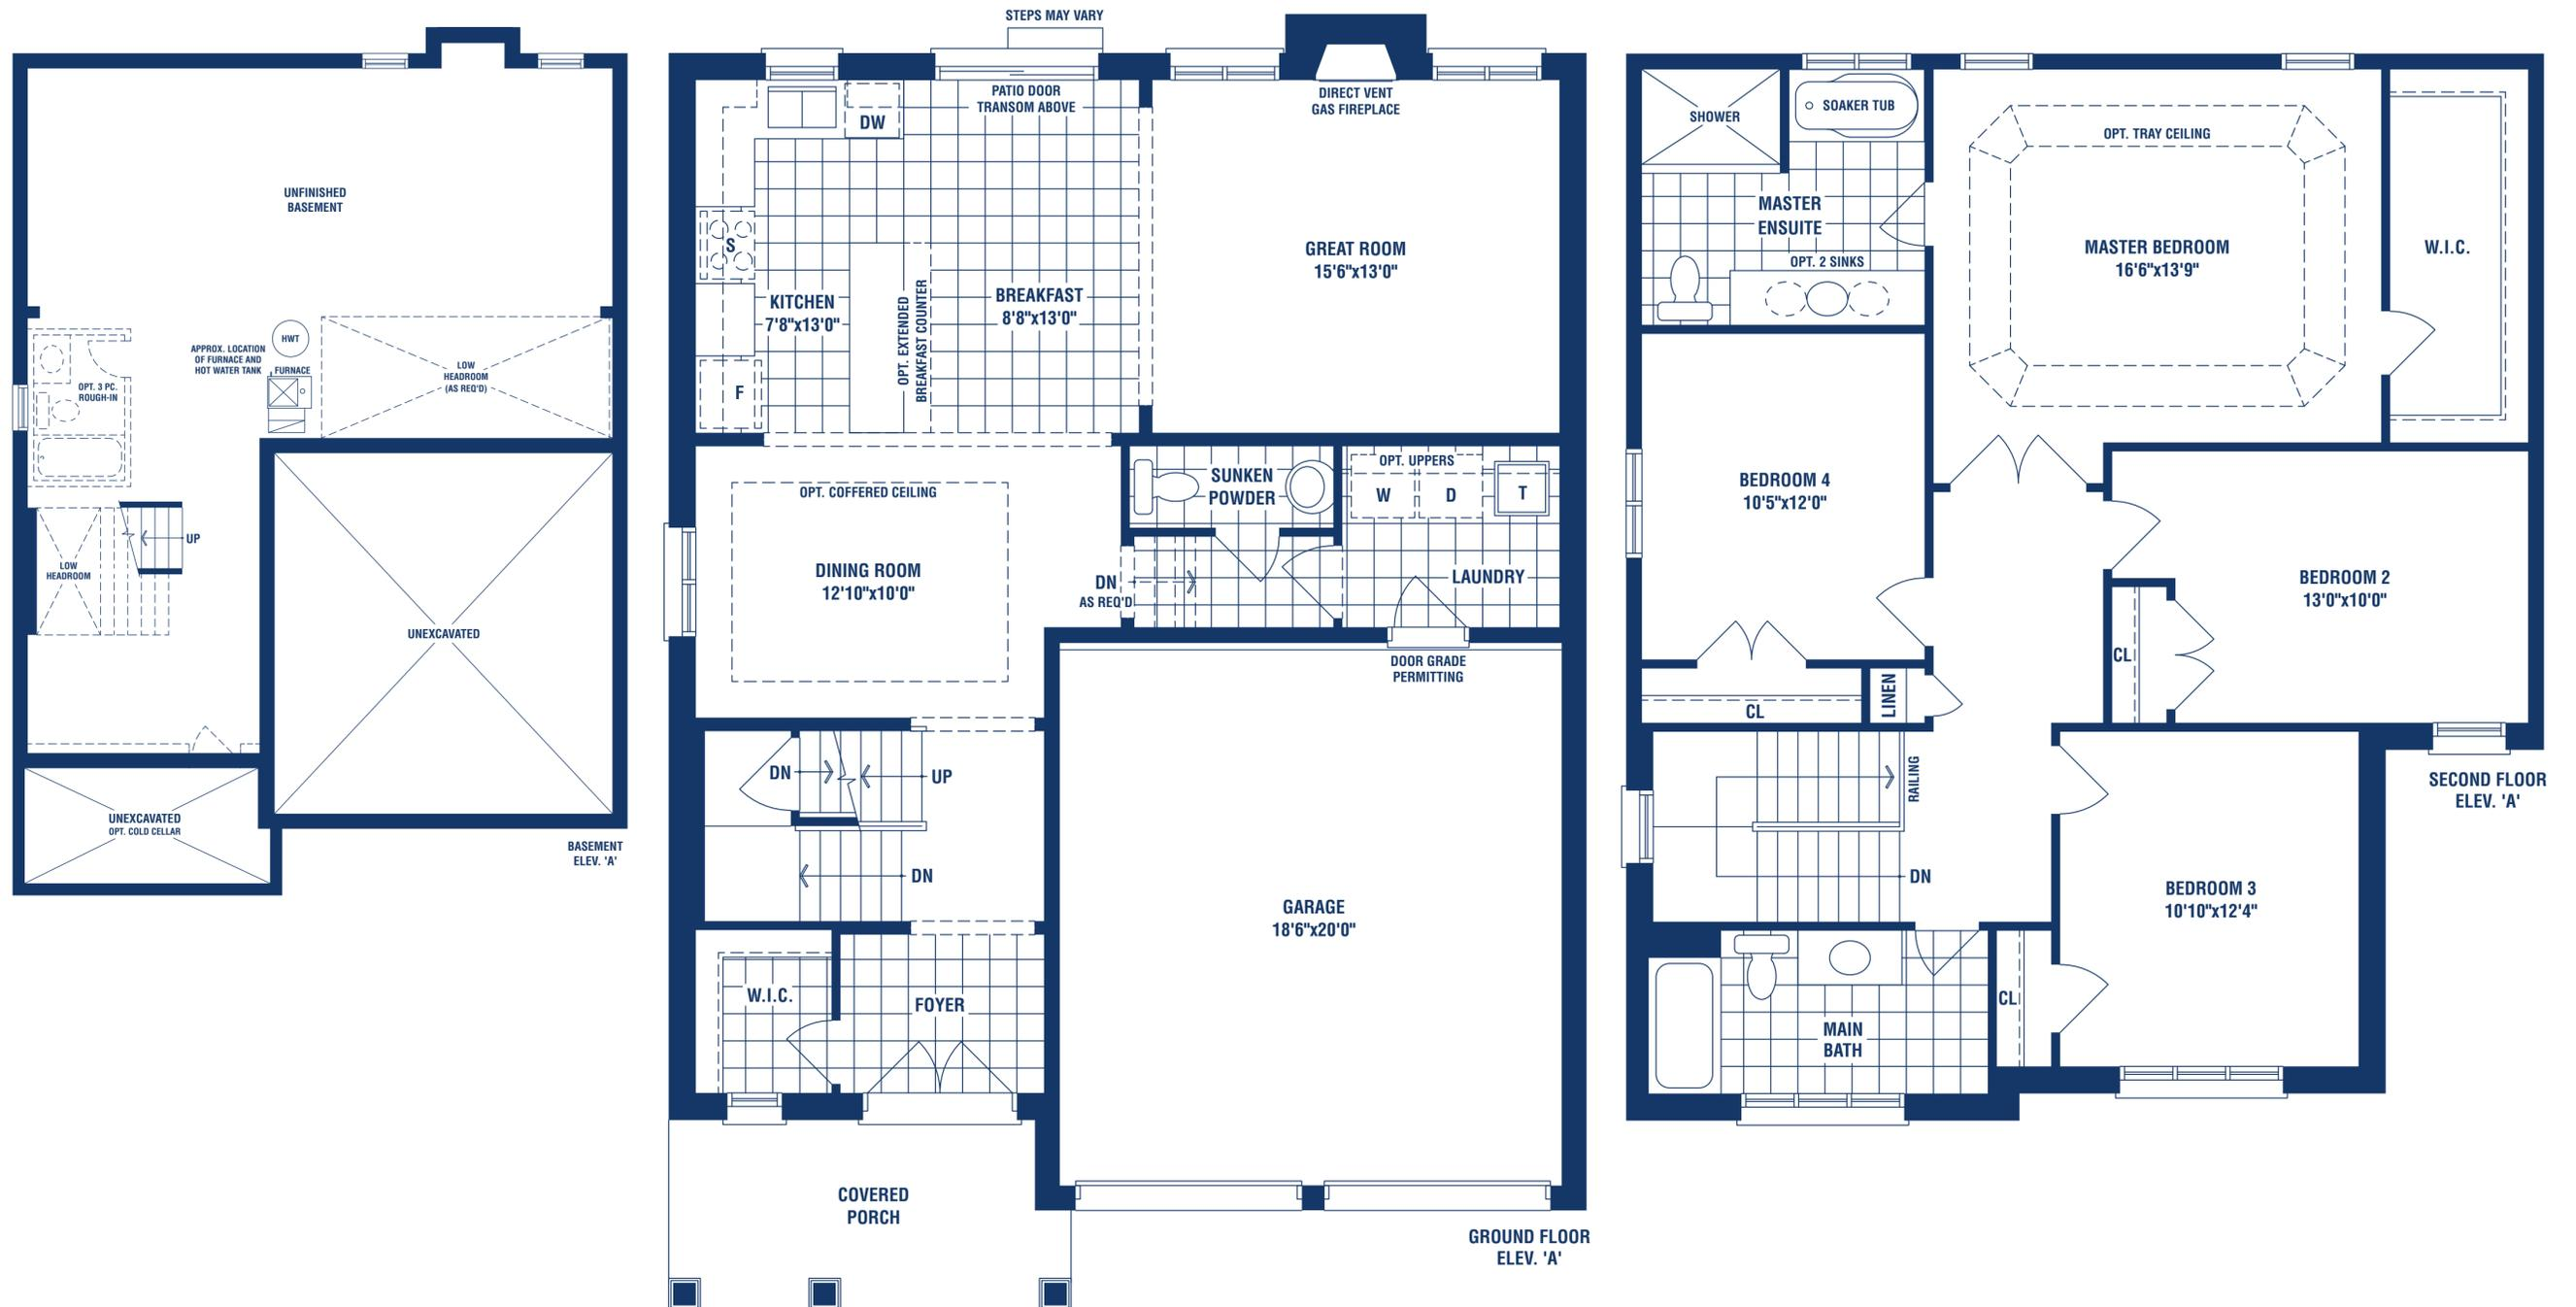 UNFINISHED
BASEMENT
APPROX. LOCATION
OF FURNACE AND
HOT WATER TANK
HWT
FURNACE
LOW
HEADROOM
(AS REQ'D)
OPT. 3 PC.
ROUGH-IN
UP
LOW
HEADROOM
UNEXCAVATED
UNEXCAVATED
OPT. COLD CELLAR
BASEMENT
ELEV. 'A'
STEPS MAY VARY
PATIO DOOR
TRANSOM ABOVE
DIRECT VENT
GAS FIREPLACE
DW
S
KITCHEN
7'8"x13'0"
F
OPT. EXTENDED
BREAKFAST COUNTER
BREAKFAST
8'8"x13'0"
GREAT ROOM
15'6"x13'0"
OPT. COFFERED CEILING
DINING ROOM
12'10"x10'0"
SUNKEN
POWDER
OPT. UPPERS
W
D
T
DN
AS REQ'D
LAUNDRY
DOOR GRADE
PERMITTING
DN
UP
DN
W.I.C.
FOYER
GARAGE
18'6"x20'0"
COVERED
PORCH
GROUND FLOOR
ELEV. 'A'
SHOWER
SOAKER TUB
MASTER
ENSUITE
OPT. 2 SINKS
OPT. TRAY CEILING
MASTER BEDROOM
16'6"x13'9"
W.I.C.
BEDROOM 4
10'5"x12'0"
BEDROOM 2
13'0"x10'0"
CL
CL
LINEN
RAILING
DN
SECOND FLOOR
ELEV. 'A'
BEDROOM 3
10'10"x12'4"
CL
MAIN
BATH